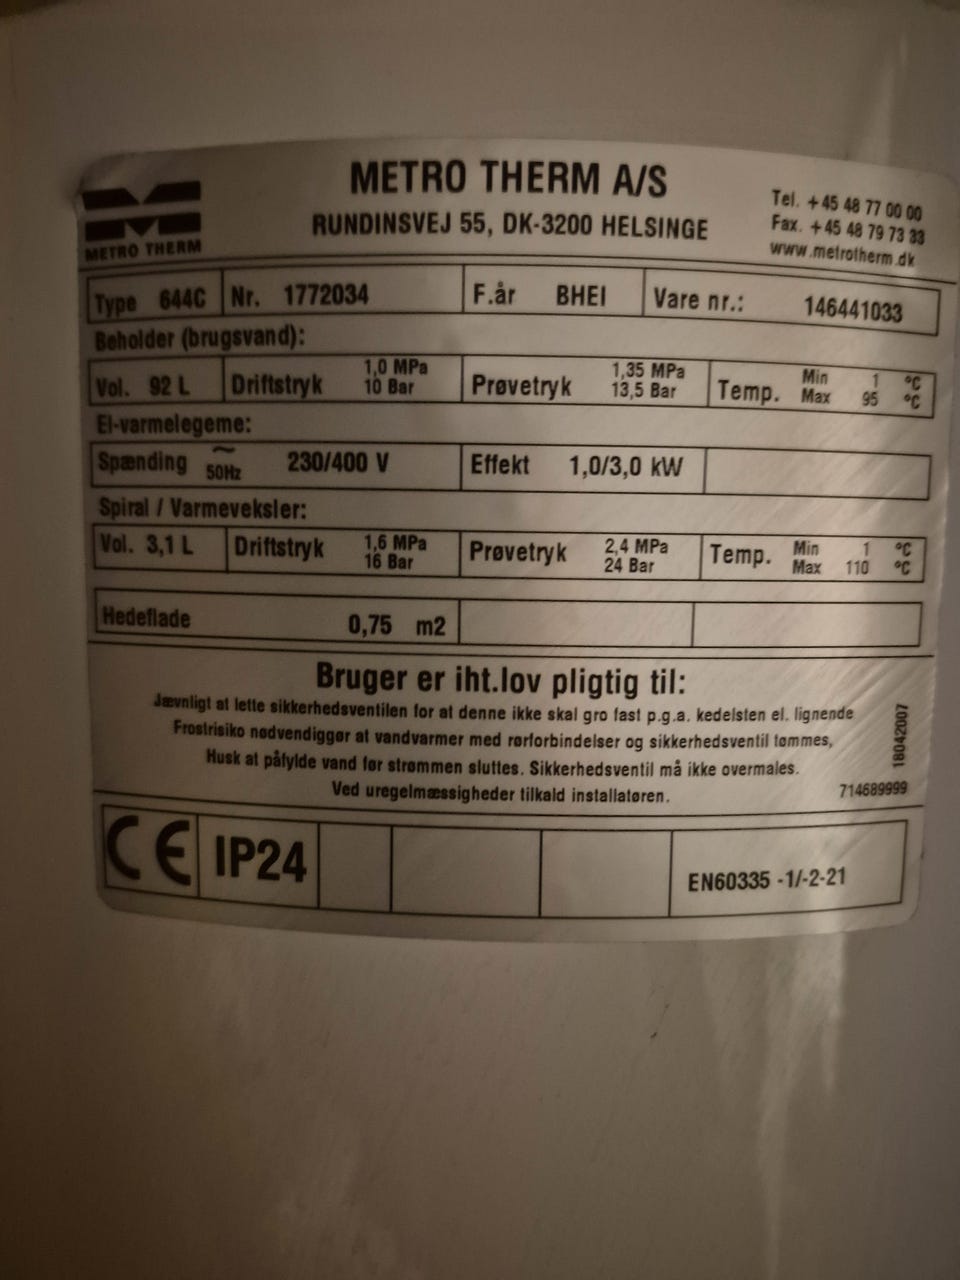 METRO THERM A/S
RUNDINSVEJ 55, DK-3200 HELSINGE
Tel. +45 48 77 00 00
Fax. +45 48 79 73 33
www.metrotherm.dk
METRO THERM
Type 644C Nr. 1772034 F.år BHEI Vare nr.: 146441033
Beholder (brugsvand):
Vol. 92 L Driftstryk 1,0 MPa 10 Bar Prøvetryk 1,35 MPa 13,5 Bar Temp. Min 1 °C Max 95 °C
El-varmelegeme:
Spænding ~ 50Hz 230/400 V Effekt 1,0/3,0 kW
Spiral / Varmeveksler:
Vol. 3,1 L Driftstryk 1,6 MPa 16 Bar Prøvetryk 2,4 MPa 24 Bar Temp. Min 1 °C Max 110 °C
Hedeflade 0,75 m2
Bruger er iht.lov pligtig til:
Jævnligt at lette sikkerhedsventilen for at denne ikke skal gro fast p.g.a. kedelsten el. lignende
Frostrisiko nødvendiggør at vandvarmer med rørforbindelser og sikkerhedsventil tømmes,
Husk at påfylde vand før strømmen sluttes. Sikkerhedsventil må ikke overmales.
Ved uregelmæssigheder tilkald installatøren.
18042007
714689999
CE IP24 EN60335 -1/-2-21